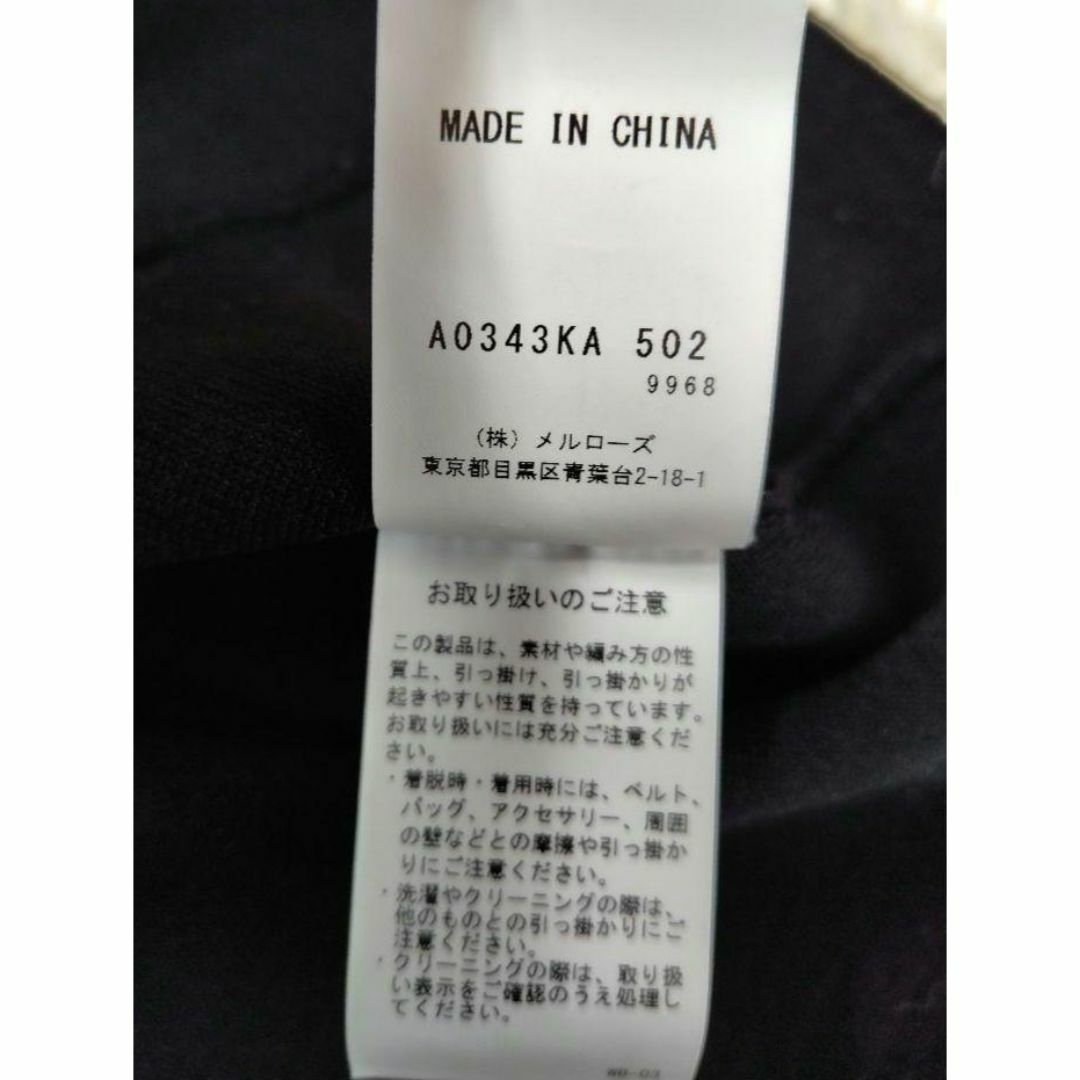 MADE IN CHINA
A0343KA 502
9968
（株）メルローズ
東京都目黒区青葉台2-18-1
お取り扱いのご注意
この製品は、素材や編み方の性
質上、引っ掛け、引っ掛かりが
起きやすい性質を持っています。
お取り扱いには充分ご注意くだ
さい。
・着脱時・着用時には、ベルト、
バッグ、アクセサリー、周囲
の壁などとの摩擦や引っ掛か
りにご注意ください。
・洗濯やクリーニングの際は、
他のものとの引っ掛かりにご
注意ください。
・クリーニングの際は、取り扱
い表示をご確認のうえ処理し
てください。